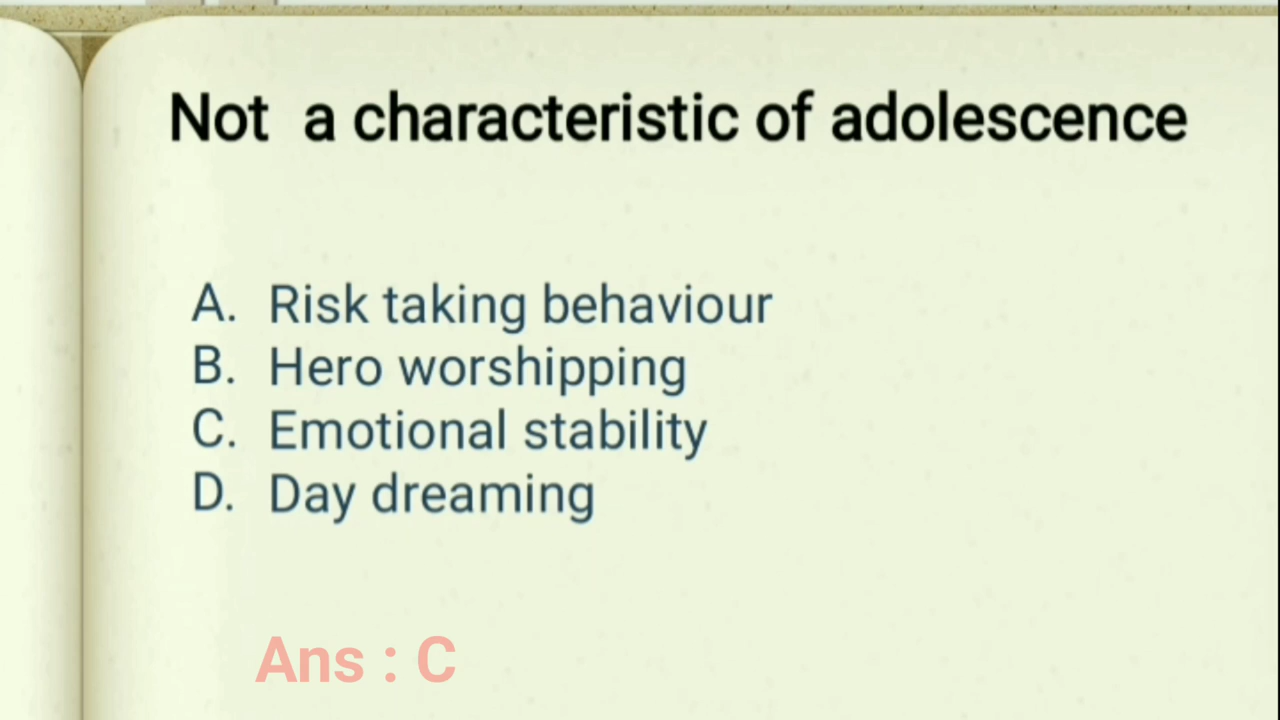 Not a characteristic of adolescence
A. Risk taking behaviour
B. Hero worshipping
C. Emotional stability
D. Day dreaming
Ans : C